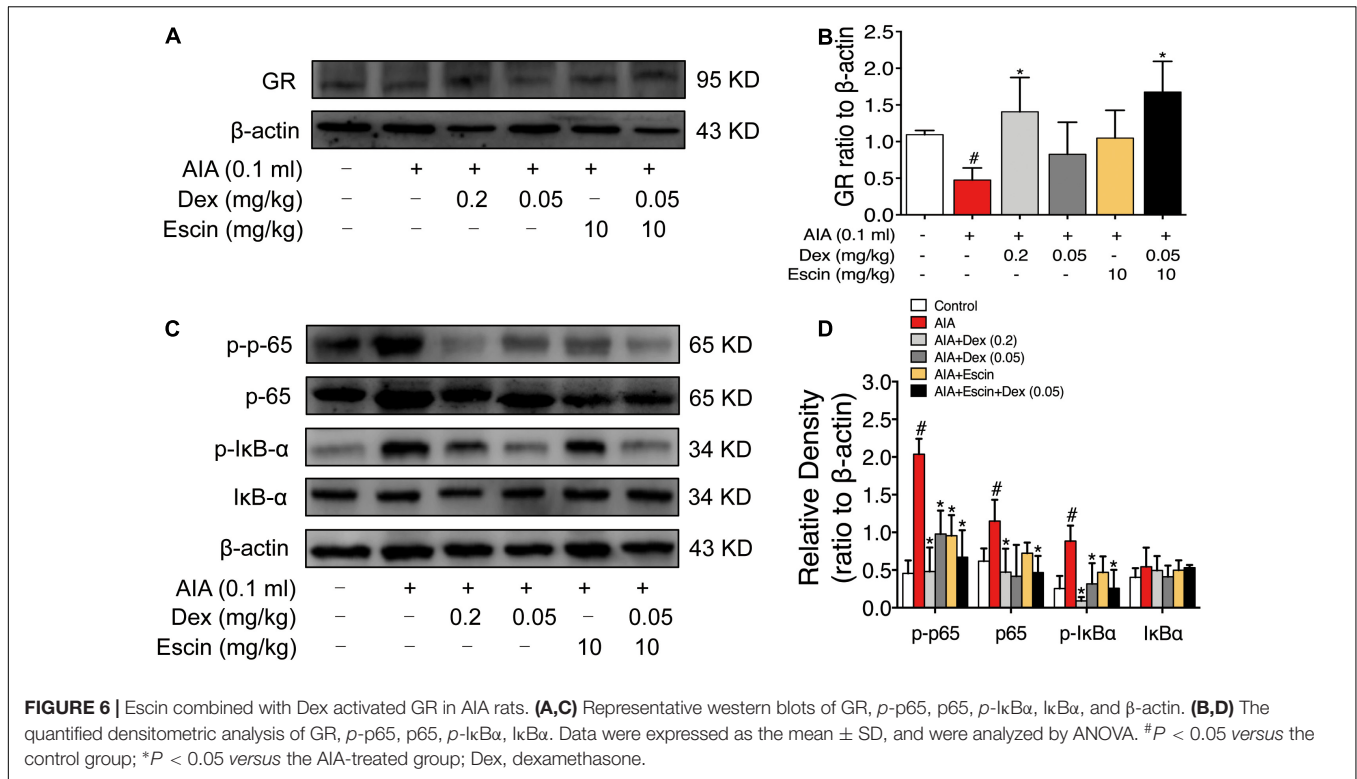 A
GR
95 KD
β-actin
43 KD
AIA (0.1 ml) – + + + + +
Dex (mg/kg) – – 0.2 0.05 – 0.05
Escin (mg/kg) – – – – 10 10
B
GR ratio to β-actin
2.5
2.0
1.5
1.0
0.5
0.0
#
*
*
AIA (0.1 ml) - + + + + +
Dex (mg/kg) - - 0.2 0.05 - 0.05
Escin (mg/kg) - - - - 10 10
C
p-p-65
65 KD
p-65
65 KD
p-IκB-α
34 KD
IκB-α
34 KD
β-actin
43 KD
AIA (0.1 ml) – + + + + +
Dex (mg/kg) – – 0.2 0.05 – 0.05
Escin (mg/kg) – – – – 10 10
D
Control
AIA
AIA+Dex (0.2)
AIA+Dex (0.05)
AIA+Escin
AIA+Escin+Dex (0.05)
Relative Density
(ratio to β-actin)
3.0
2.5
2.0
1.5
1.0
0.5
0.0
# * * * *
# * *
# * * *
p-p65 p65 p-IκBα IκBα
FIGURE 6 | Escin combined with Dex activated GR in AIA rats. (A,C) Representative western blots of GR, p-p65, p65, p-IκBα, IκBα, and β-actin. (B,D) The
quantified densitometric analysis of GR, p-p65, p65, p-IκBα, IκBα. Data were expressed as the mean ± SD, and were analyzed by ANOVA. #P < 0.05 versus the
control group; *P < 0.05 versus the AIA-treated group; Dex, dexamethasone.